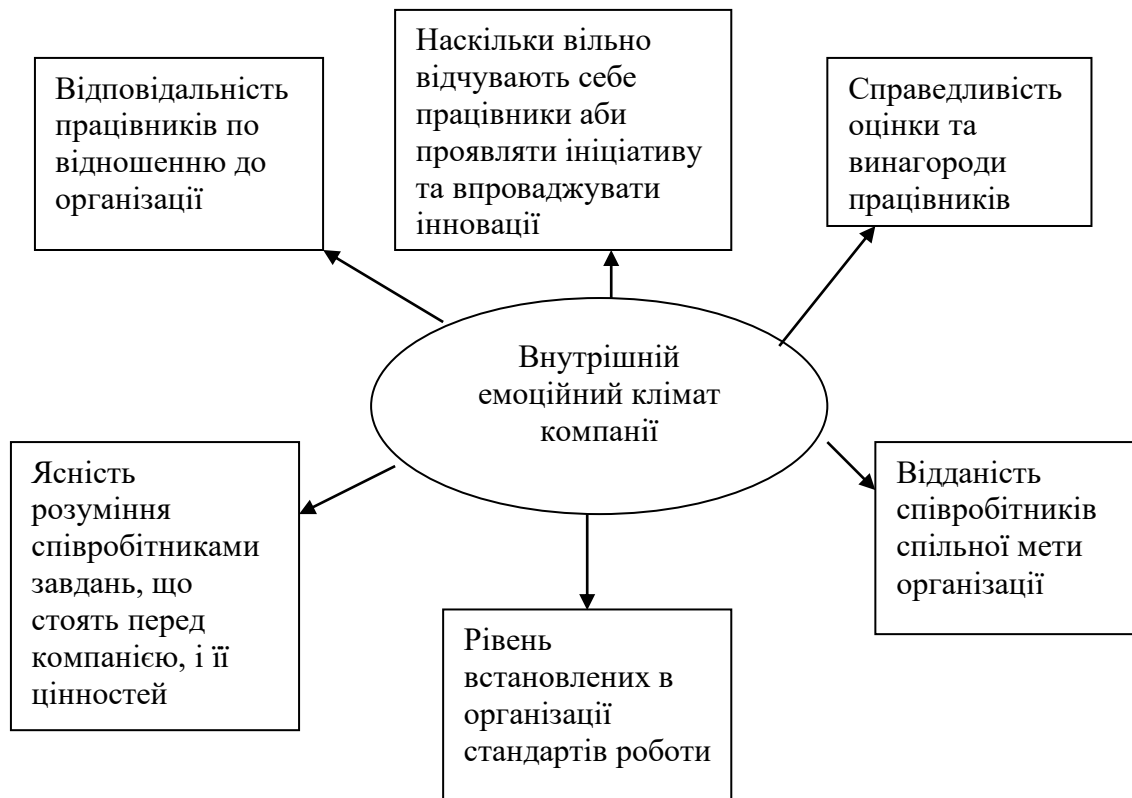 Відповідальність
працівників по
відношенню до
організації
Наскільки вільно
відчувають себе
працівники аби
проявляти ініціативу
та впроваджувати
інновації
Справедливість
оцінки та
винагороди
працівників
Внутрішній
емоційний клімат
компанії
Ясність
розуміння
співробітниками
завдань, що
стоять перед
компанією, і її
цінностей
Рівень
встановлених в
організації
стандартів роботи
Відданість
співробітників
спільної мети
організації